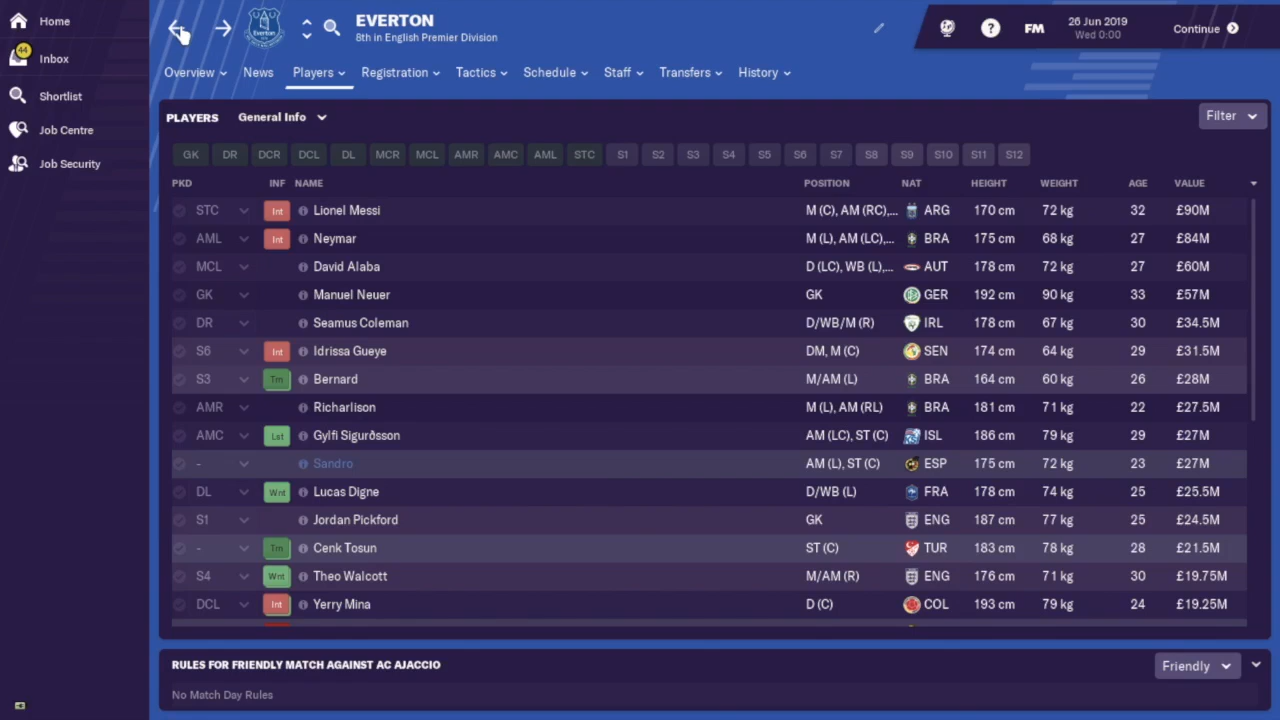 Home
44
Inbox
Shortlist
Job Centre
Job Security
Everton
EVERTON
8th in English Premier Division
?
FM
26 Jun 2019
Wed 0:00
Continue
Overview
News
Players
Registration
Tactics
Schedule
Staff
Transfers
History
PLAYERS General Info
Filter
GK DR DCR DCL DL MCR MCL AMR AMC AML STC S1 S2 S3 S4 S5 S6 S7 S8 S9 S10 S11 S12
PKD INF NAME POSITION NAT HEIGHT WEIGHT AGE VALUE
STC Int Lionel Messi M (C), AM (RC),... ARG 170 cm 72 kg 32 £90M
AML Int Neymar M (L), AM (LC),... BRA 175 cm 68 kg 27 £84M
MCL David Alaba D (LC), WB (L),... AUT 178 cm 72 kg 27 £60M
GK Manuel Neuer GK GER 192 cm 90 kg 33 £57M
DR Seamus Coleman D/WB/M (R) IRL 178 cm 67 kg 30 £34.5M
S6 Int Idrissa Gueye DM, M (C) SEN 174 cm 64 kg 29 £31.5M
S3 Trn Bernard M/AM (L) BRA 164 cm 60 kg 26 £28M
AMR Richarlison M (L), AM (RL) BRA 181 cm 71 kg 22 £27.5M
AMC Lst Gylfi Sigurðsson AM (LC), ST (C) ISL 186 cm 79 kg 29 £27M
- Sandro AM (L), ST (C) ESP 175 cm 72 kg 23 £27M
DL Wnt Lucas Digne D/WB (L) FRA 178 cm 74 kg 25 £25.5M
S1 Jordan Pickford GK ENG 187 cm 77 kg 25 £24.5M
- Trn Cenk Tosun ST (C) TUR 183 cm 78 kg 28 £21.5M
S4 Wnt Theo Walcott M/AM (R) ENG 176 cm 71 kg 30 £19.75M
DCL Int Yerry Mina D (C) COL 193 cm 79 kg 24 £19.25M
RULES FOR FRIENDLY MATCH AGAINST AC AJACCIO
Friendly
No Match Day Rules